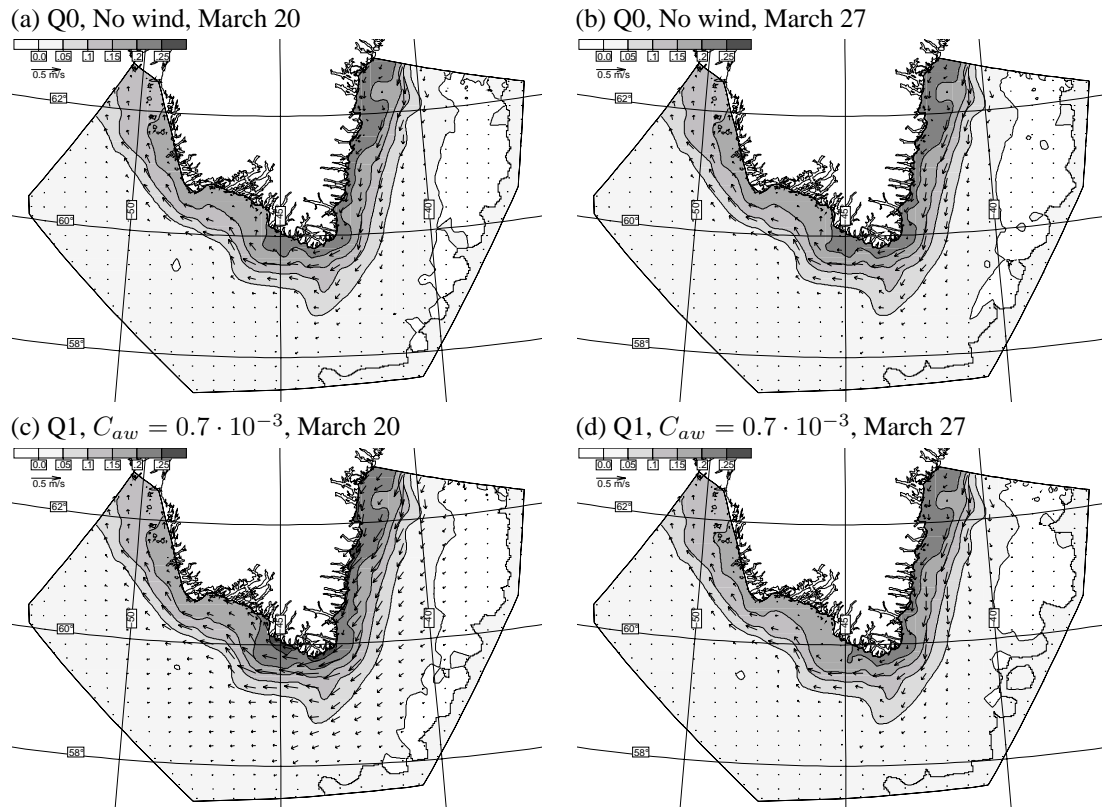 (a) Q0, No wind, March 20
0.0 .05 .1 .15 .2 .25
0.5 m/s
62°
-50
-45
-40
60°
58°
(b) Q0, No wind, March 27
0.0 .05 .1 .15 .2 .25
0.5 m/s
62°
-50
-45
-40
60°
58°
(c) Q1, C_{aw} = 0.7 · 10^{−3}, March 20
0.0 .05 .1 .15 .2 .25
0.5 m/s
62°
-50
-45
-40
60°
58°
(d) Q1, C_{aw} = 0.7 · 10^{−3}, March 27
0.0 .05 .1 .15 .2 .25
0.5 m/s
62°
-50
-45
-40
60°
58°